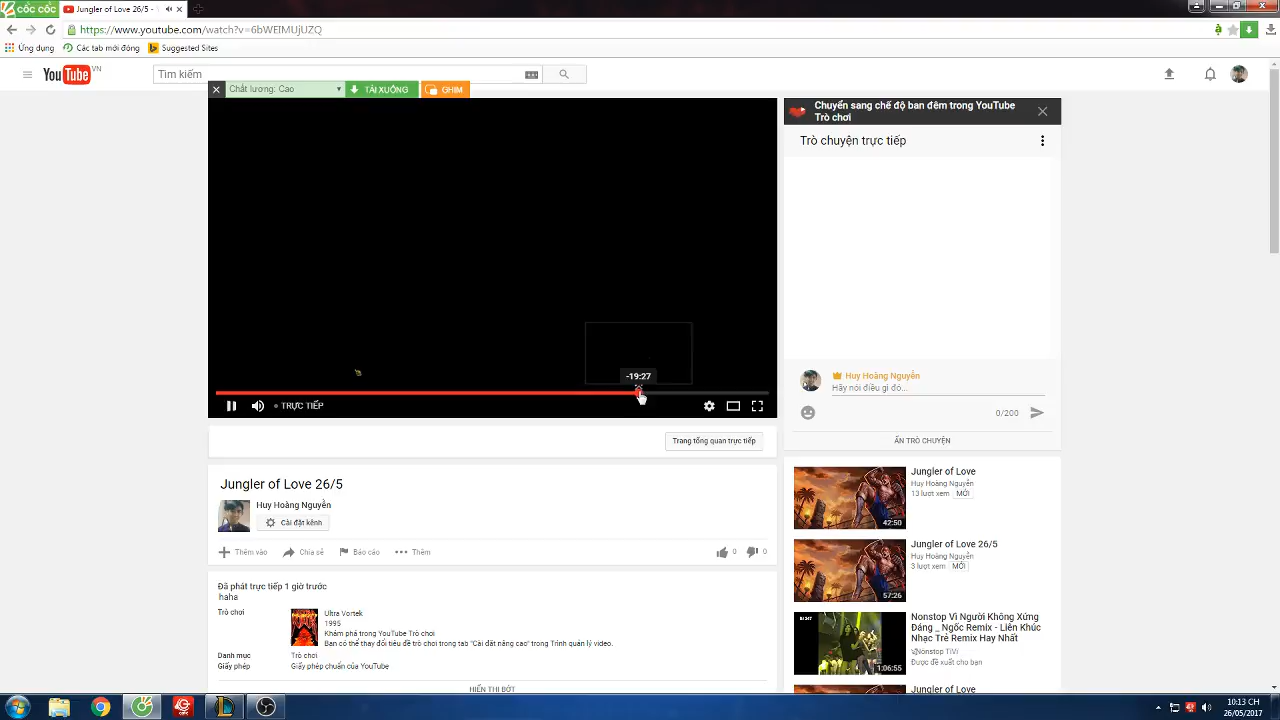 cốc cốc
Jungler of Love 26/5 -
https://www.youtube.com/watch?v=6bWEIMUjUZQ
Ứng dụng
Các tab mới đóng
Suggested Sites
YouTube VN
Tìm kiếm
Chất lượng: Cao
TẢI XUỐNG
GHIM
-19:27
TRỰC TIẾP
Trang tổng quan trực tiếp
Jungler of Love 26/5
Huy Hoàng Nguyễn
Cài đặt kênh
Thêm vào
Chia sẻ
Báo cáo
Thêm
0
0
Đã phát trực tiếp 1 giờ trước
haha
Trò chơi
Ultra Vortek
1995
Khám phá trong YouTube Trò chơi
Bạn có thể thay đổi tiêu đề trò chơi trong tab "Cài đặt nâng cao" trong Trình quản lý video.
Danh mục
Trò chơi
Giấy phép
Giấy phép chuẩn của YouTube
HIỂN THỊ BỚT
Chuyển sang chế độ ban đêm trong YouTube
Trò chơi
Trò chuyện trực tiếp
Huy Hoàng Nguyễn
Hãy nói điều gì đó...
0/200
ẨN TRÒ CHUYỆN
Jungler of Love
Huy Hoàng Nguyễn
13 lượt xem
MỚI
42:50
Jungler of Love 26/5
Huy Hoàng Nguyễn
3 lượt xem
MỚI
57:26
Nonstop Vì Người Không Xứng
Đáng _ Ngốc Remix - Liên Khúc
Nhạc Trẻ Remix Hay Nhất
Nonstop TiVi
Được đề xuất cho bạn
1:06:55
Jungler of Love
10:13 CH
26/05/2017